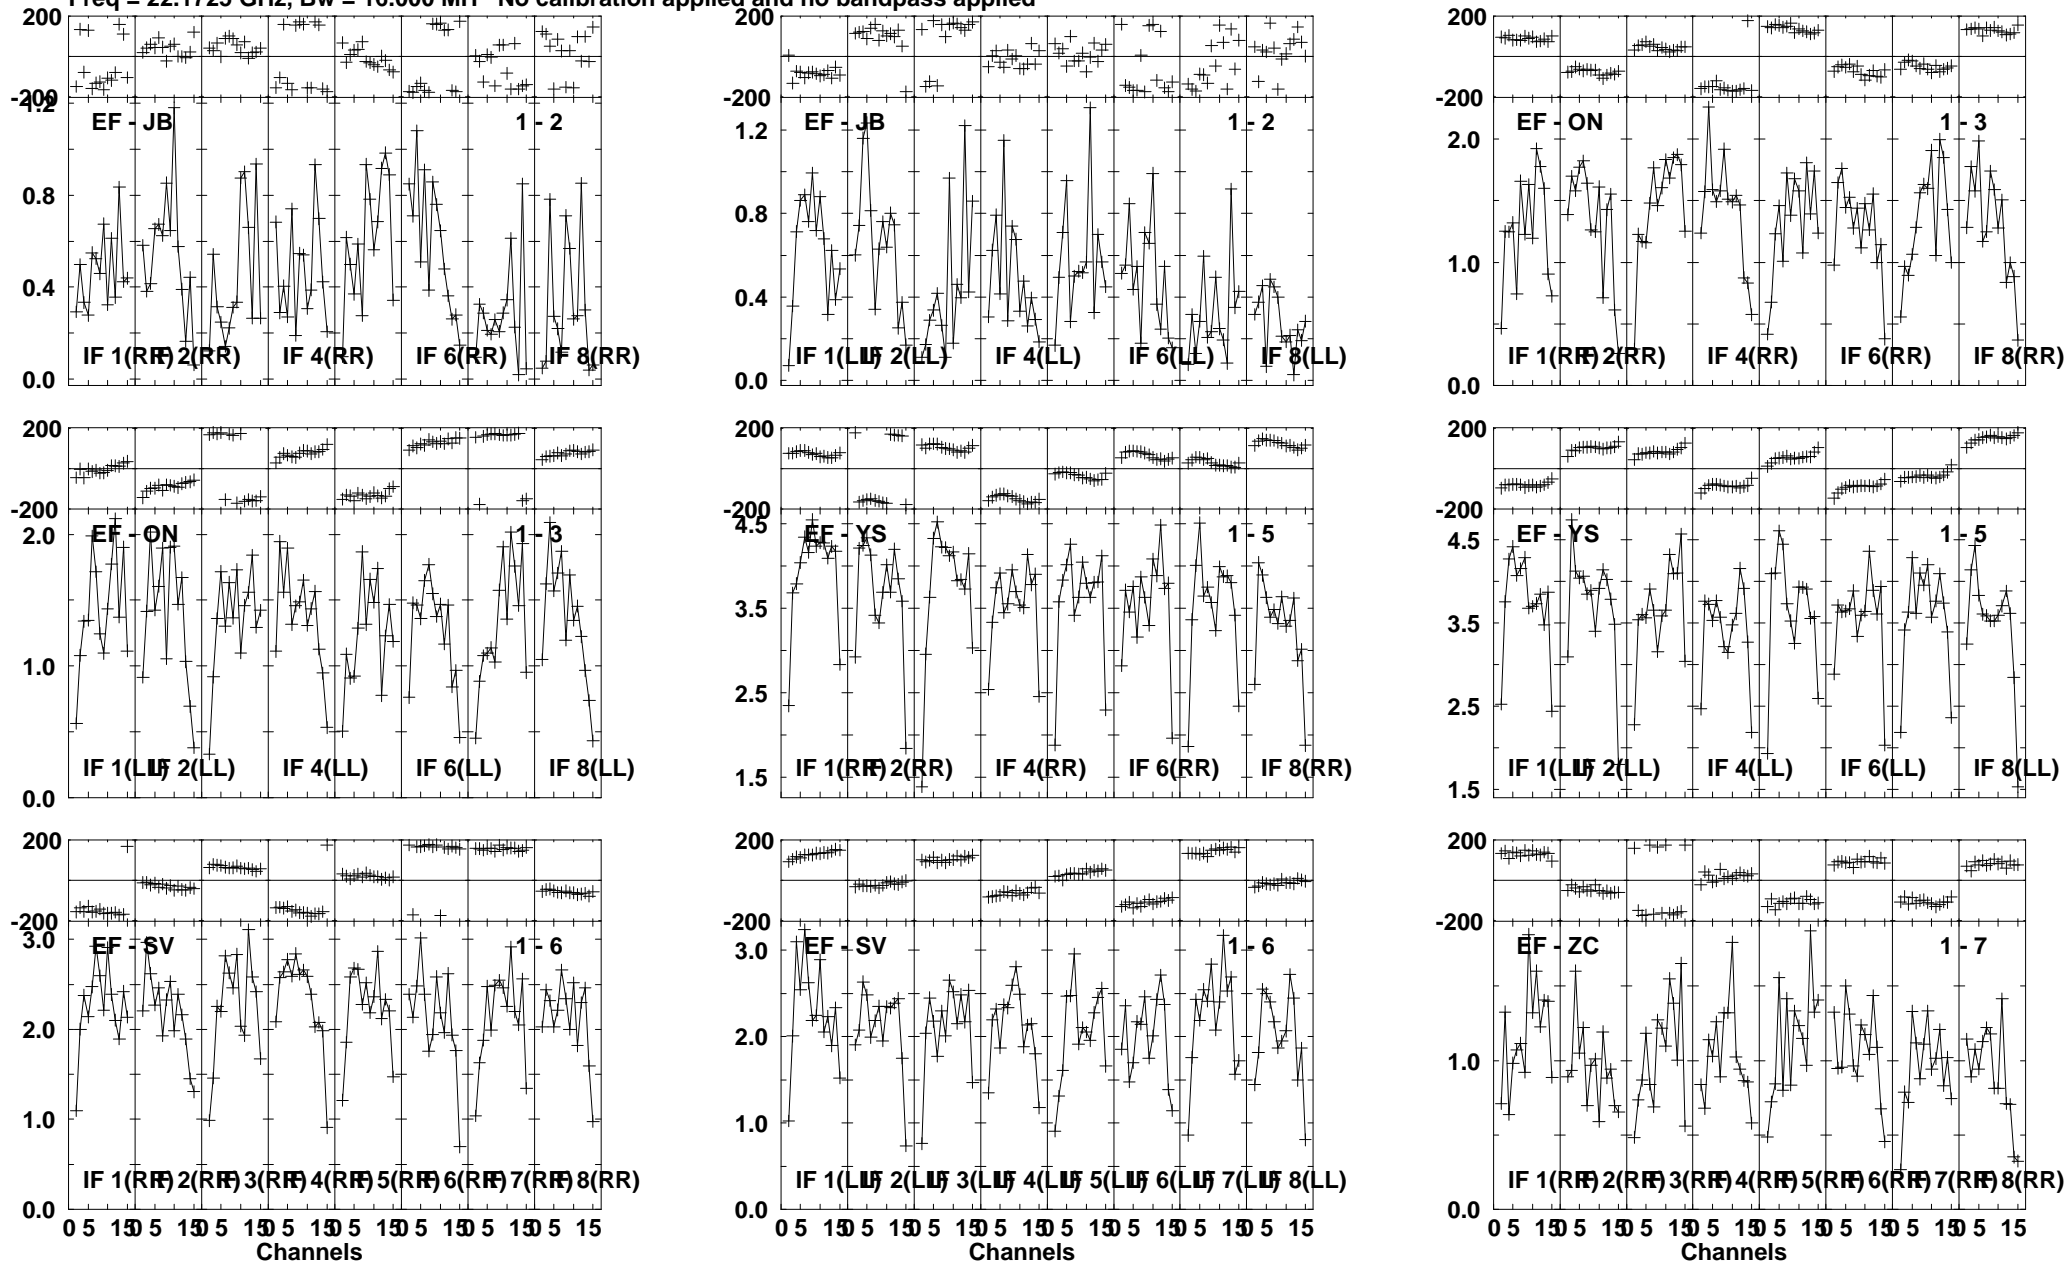 Freq = 22.1725 GHz, Bw = 16.000 MH No calibration applied and no bandpass applied
200
-200
200
-200
200
-200
EF - JB 1 - 2
EF - JB 1 - 2
EF - ON 1 - 3
1.2
0.8
0.4
0.0
1.2
0.8
0.4
0.0
2.0
1.0
0.0
IF 1(RR) IF 2(RR) IF 4(RR) IF 6(RR) IF 8(RR)
IF 1(LL) IF 2(LL) IF 4(LL) IF 6(LL) IF 8(LL)
IF 1(RR) IF 2(RR) IF 4(RR) IF 6(RR) IF 8(RR)
200
-200
200
-200
200
-200
EF - ON 1 - 3
EF - YS 1 - 5
EF - YS 1 - 5
2.0
1.0
0.0
4.5
3.5
2.5
1.5
4.5
3.5
2.5
1.5
IF 1(LL) IF 2(LL) IF 4(LL) IF 6(LL) IF 8(LL)
IF 1(RR) IF 2(RR) IF 4(RR) IF 6(RR) IF 8(RR)
IF 1(LL) IF 2(LL) IF 4(LL) IF 6(LL) IF 8(LL)
200
-200
200
-200
200
-200
EF - SV 1 - 6
EF - SV 1 - 6
EF - ZC 1 - 7
3.0
2.0
1.0
0.0
3.0
2.0
1.0
0.0
1.0
0.0
IF 1(RR) IF 2(RR) IF 3(RR) IF 4(RR) IF 5(RR) IF 6(RR) IF 7(RR) IF 8(RR)
IF 1(LL) IF 2(LL) IF 3(LL) IF 4(LL) IF 5(LL) IF 6(LL) IF 7(LL) IF 8(LL)
IF 1(RR) IF 2(RR) IF 3(RR) IF 4(RR) IF 5(RR) IF 6(RR) IF 7(RR) IF 8(RR)
0 5 15 0 5 15 0 5 15 0 5 15 0 5 15 0 5 15 0 5 15 0 5 15
0 5 15 0 5 15 0 5 15 0 5 15 0 5 15 0 5 15 0 5 15 0 5 15
0 5 15 0 5 15 0 5 15 0 5 15 0 5 15 0 5 15 0 5 15 0 5 15
Channels
Channels
Channels